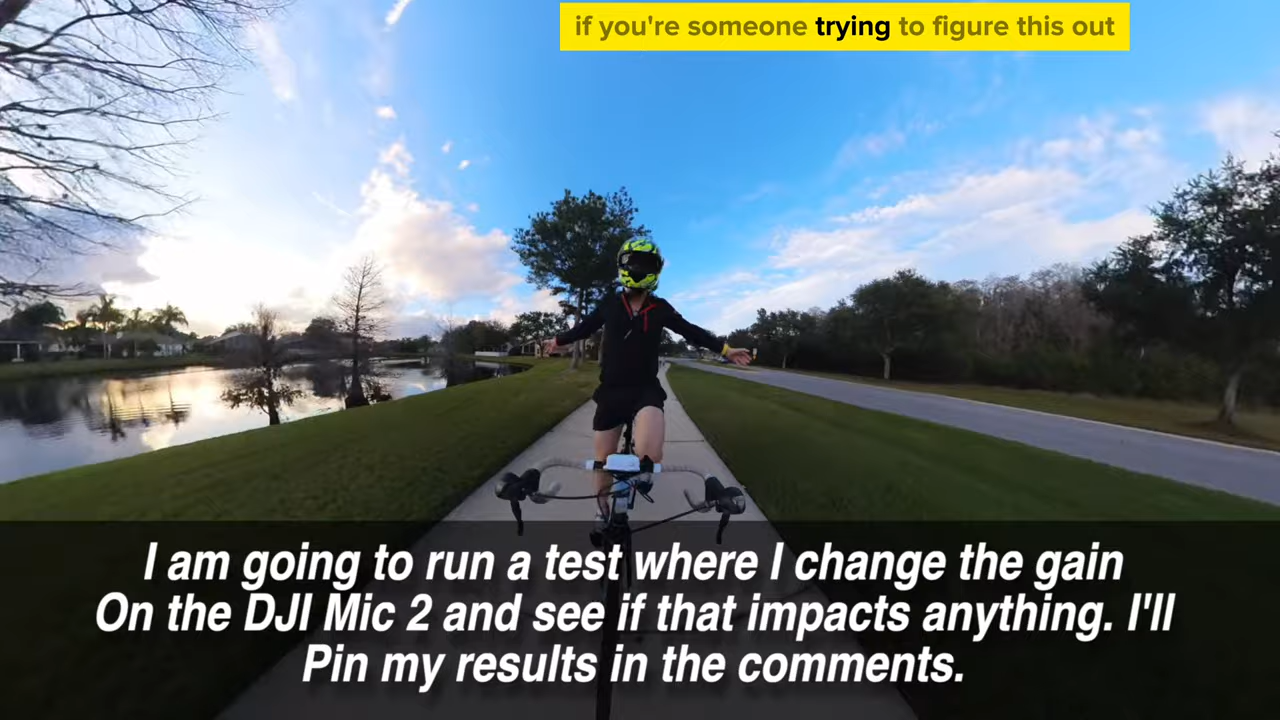 if you're someone trying to figure this out
I am going to run a test where I change the gain
On the DJI Mic 2 and see if that impacts anything. I'll
Pin my results in the comments.